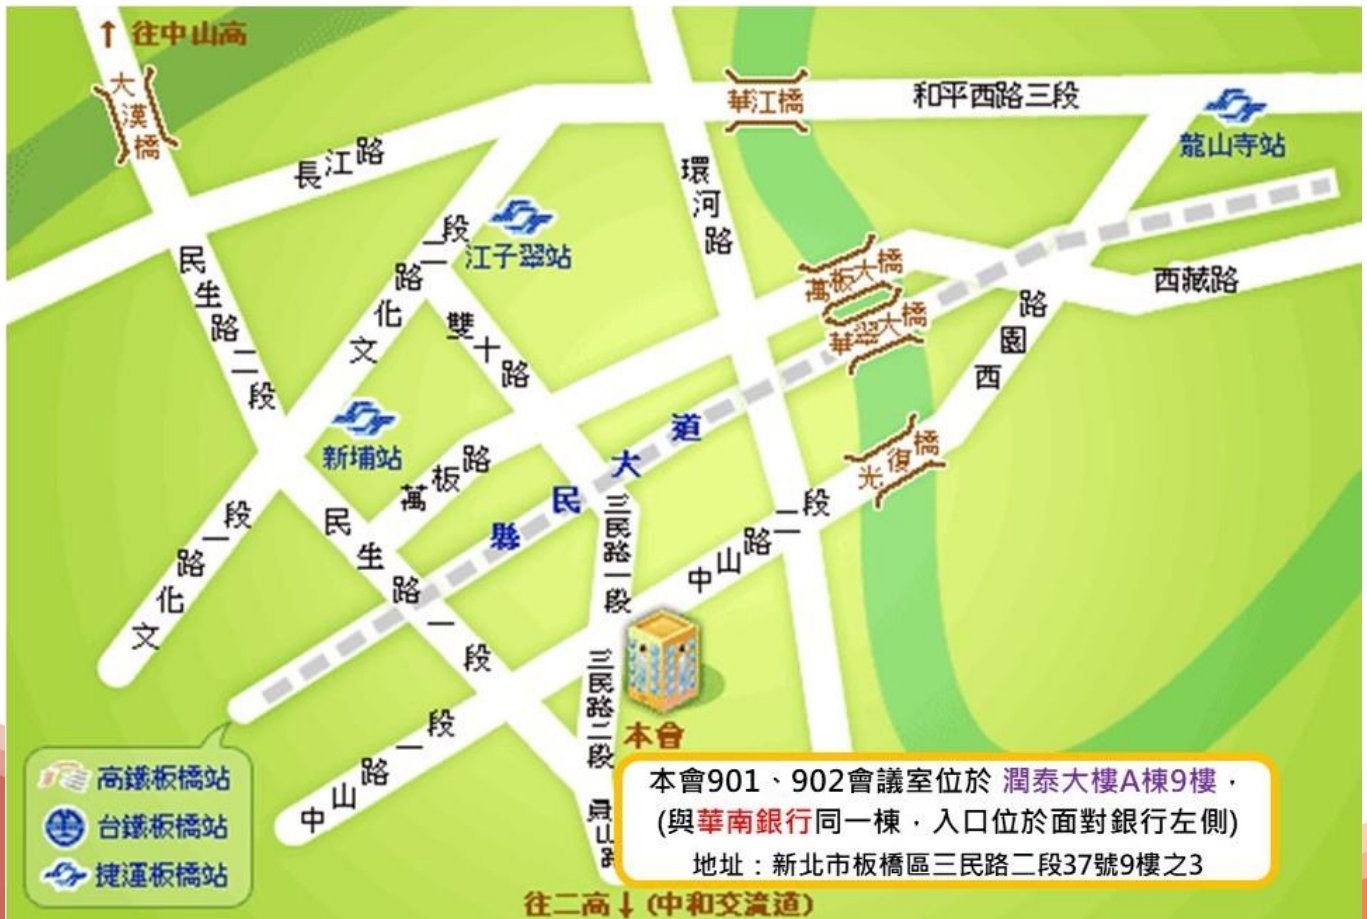 ↑ 往中山高
大漢橋
華江橋
和平西路三段
龍山寺站
長江路
環河路
江子翠站
文化路二段
民生路二段
雙十路
萬板大橋
華翠大橋
西藏路
西園路
新埔站
萬板路
縣民大道
光復橋
三民路一段
中山路二段
文化路一段
民生路一段
三民路二段
本會
中山路一段
員山路
高鐵板橋站
台鐵板橋站
捷運板橋站
本會901、902會議室位於 潤泰大樓A棟9樓，
(與華南銀行同一棟，入口位於面對銀行左側)
地址：新北市板橋區三民路二段37號9樓之3
往二高↓(中和交流道)